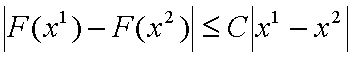 |F(x¹) − F(x²)| ≤ C|x¹ − x²|